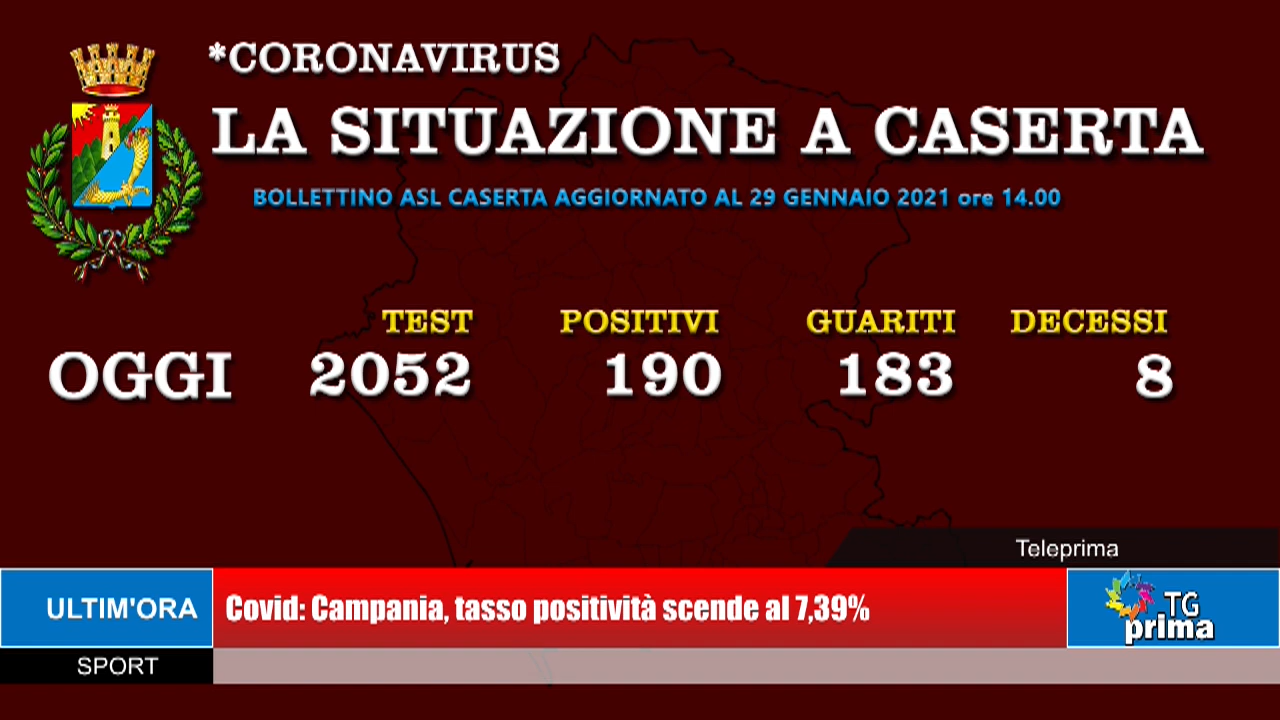 *CORONAVIRUS
LA SITUAZIONE A CASERTA
BOLLETTINO ASL CASERTA AGGIORNATO AL 29 GENNAIO 2021 ore 14.00
TEST POSITIVI GUARITI DECESSI
OGGI 2052 190 183 8
Teleprima
ULTIM'ORA Covid: Campania, tasso positività scende al 7,39%
TG
prima
SPORT